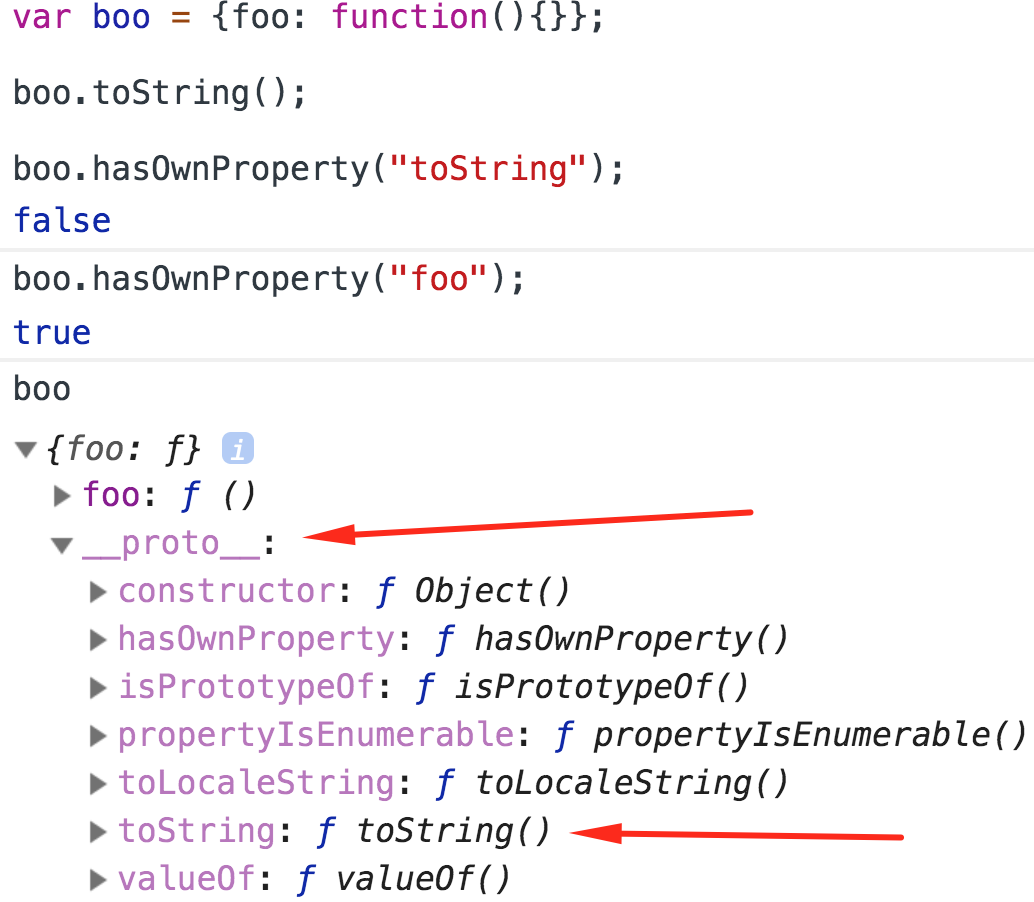 var boo = {foo: function(){}};
boo.toString();
boo.hasOwnProperty("toString");
false
boo.hasOwnProperty("foo");
true
boo
{foo: ƒ} i
foo: ƒ ()
__proto__:
constructor: ƒ Object()
hasOwnProperty: ƒ hasOwnProperty()
isPrototypeOf: ƒ isPrototypeOf()
propertyIsEnumerable: ƒ propertyIsEnumerable()
toLocaleString: ƒ toLocaleString()
toString: ƒ toString()
valueOf: ƒ valueOf()